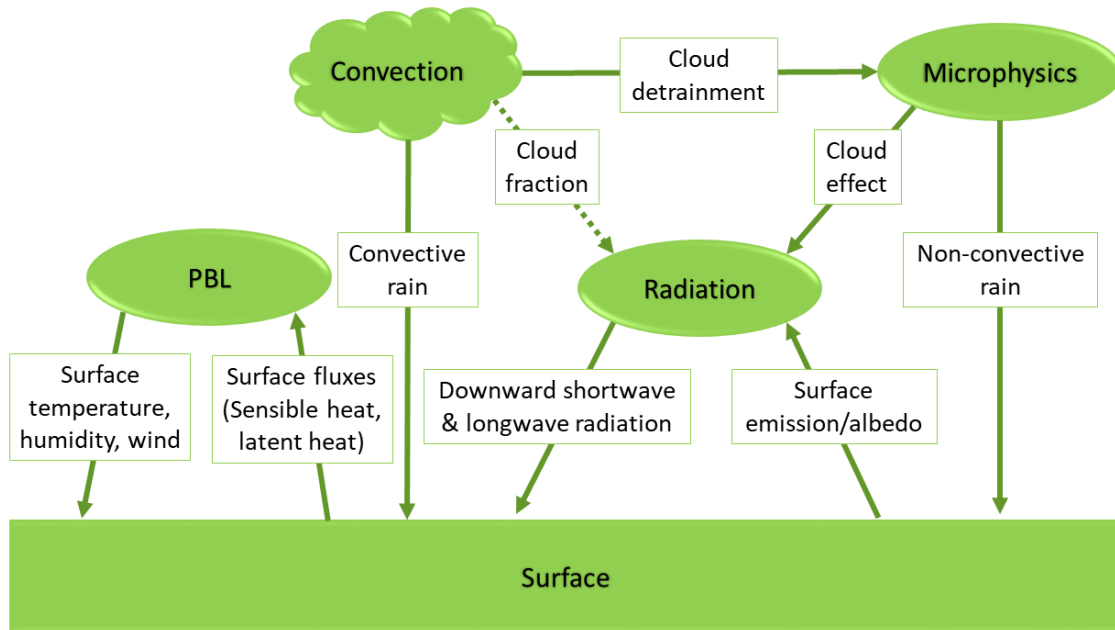 Convection
Cloud
detrainment
Microphysics
Cloud
fraction
Cloud
effect
PBL
Convective
rain
Radiation
Non-convective
rain
Surface
temperature,
humidity, wind
Surface fluxes
(Sensible heat,
latent heat)
Downward shortwave
& longwave radiation
Surface
emission/albedo
Surface